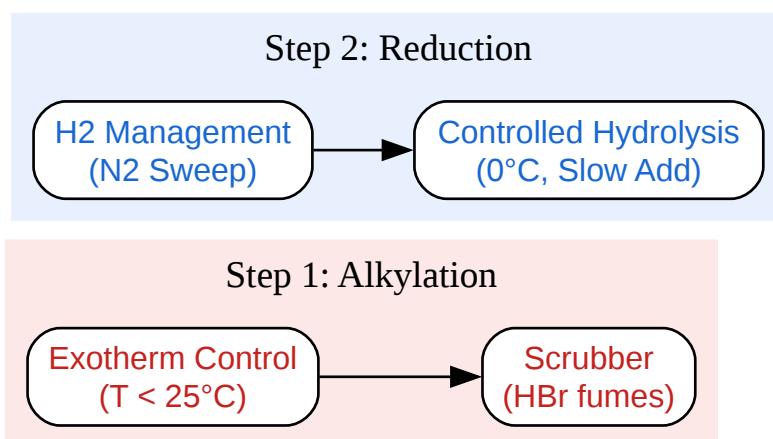 Step 2: Reduction
H2 Management
(N2 Sweep)
Controlled Hydrolysis
(0°C, Slow Add)
Step 1: Alkylation
Exotherm Control
(T < 25°C)
Scrubber
(HBr fumes)